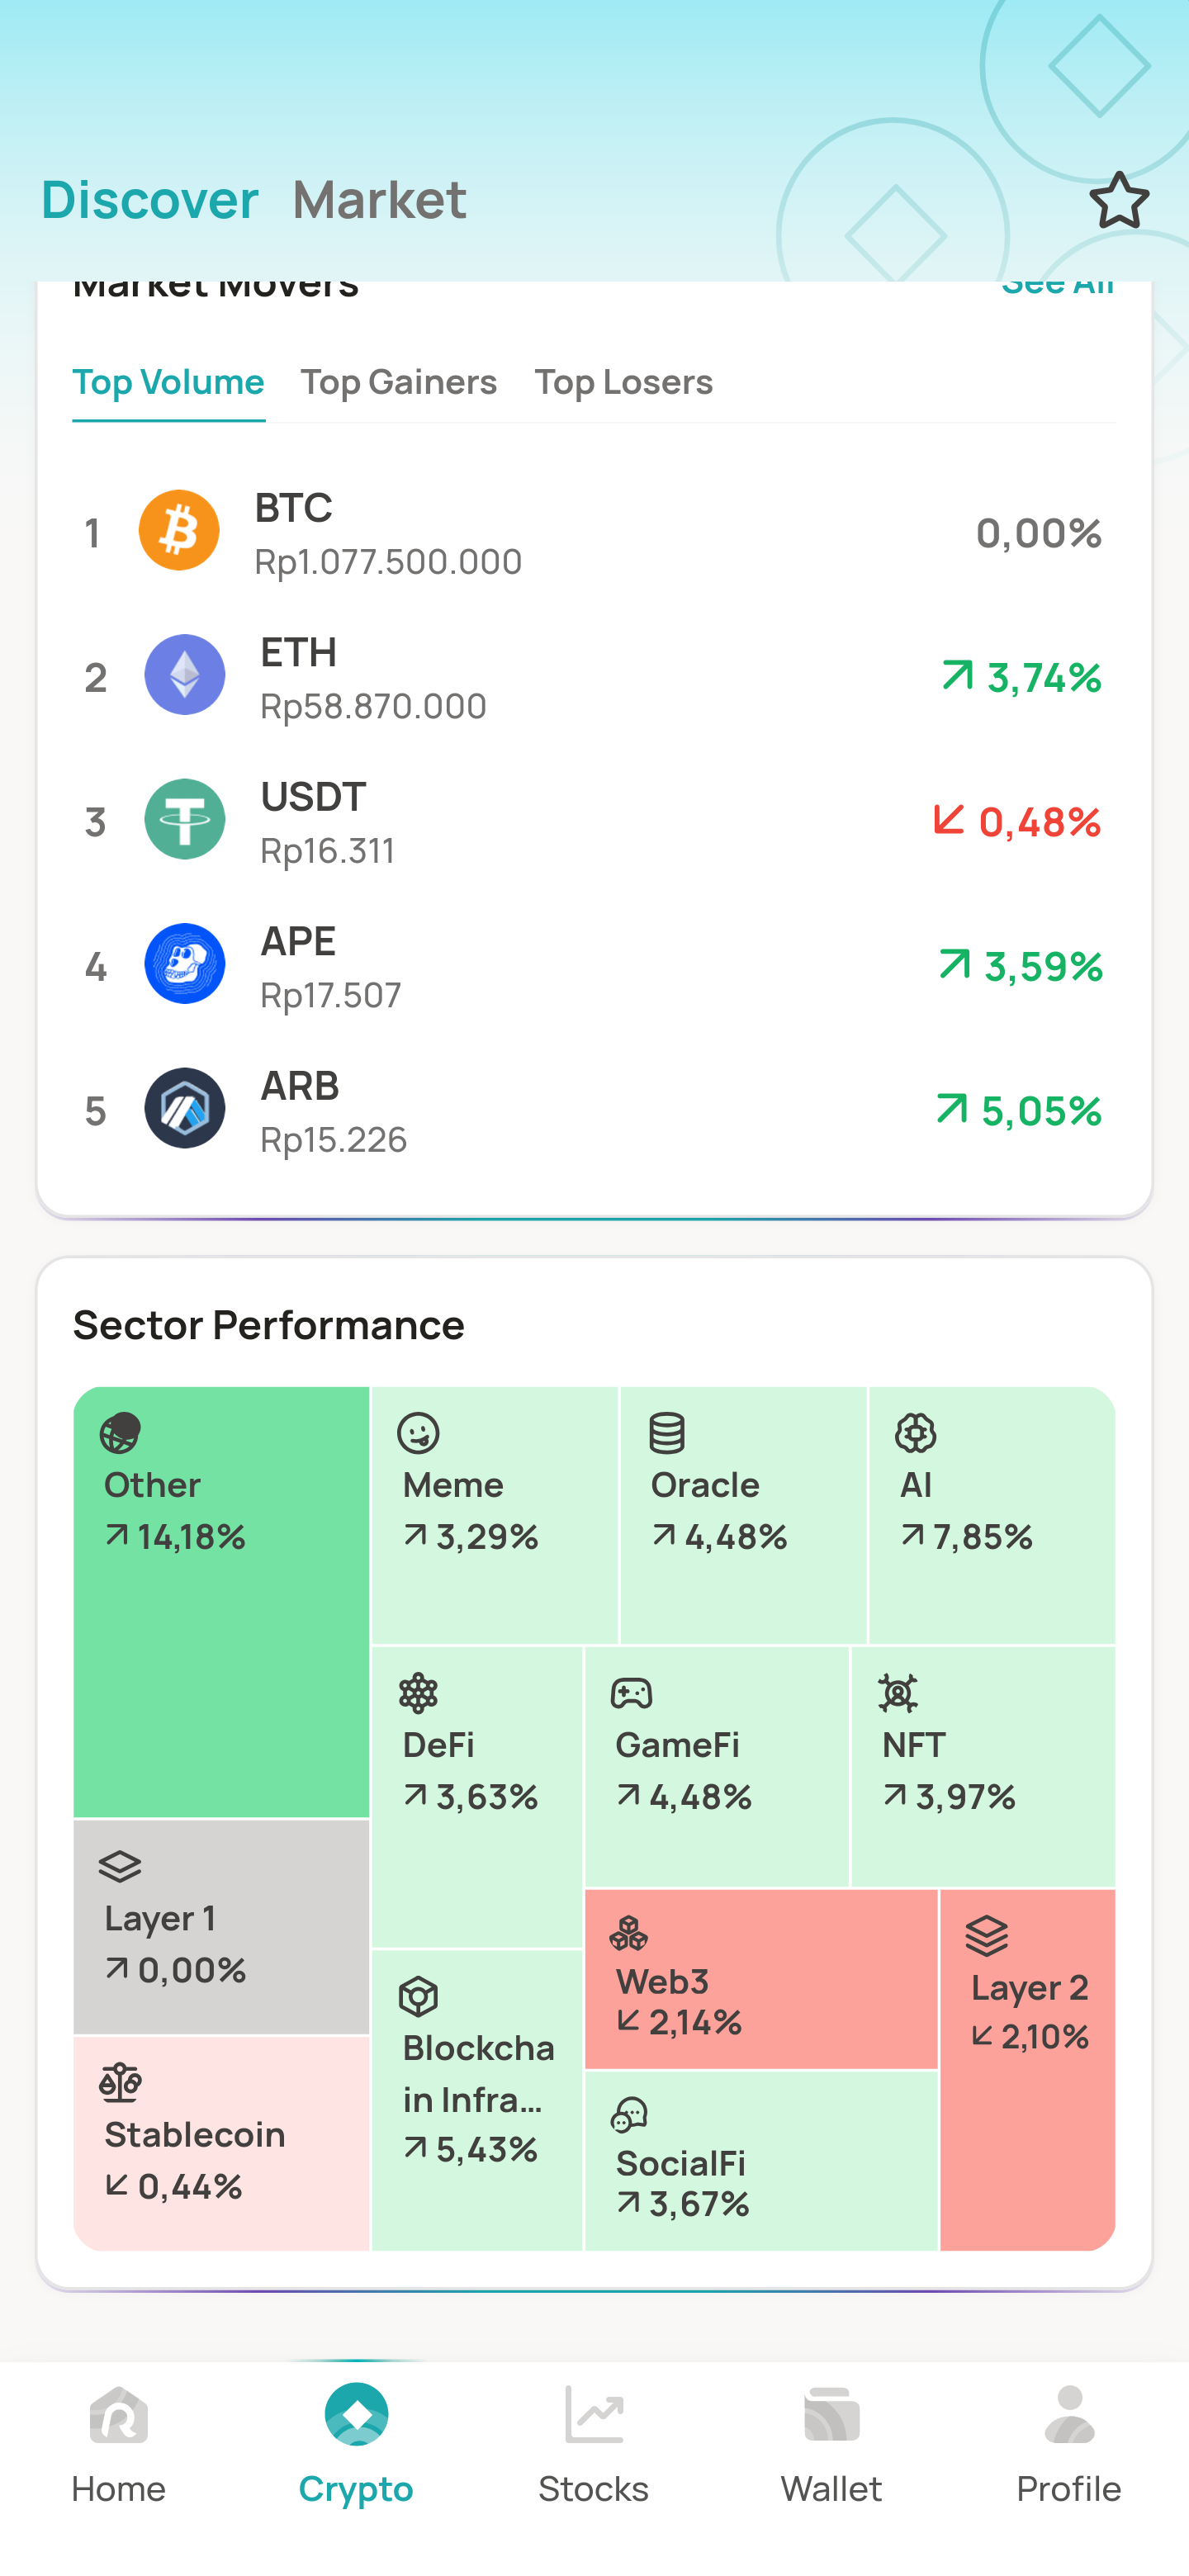 Discover Market
Market Movers See All
Top Volume Top Gainers Top Losers
1 BTC 0,00%
Rp1.077.500.000
2 ETH 3,74%
Rp58.870.000
3 USDT 0,48%
Rp16.311
4 APE 3,59%
Rp17.507
5 ARB 5,05%
Rp15.226
Sector Performance
Other
14,18%
Meme
3,29%
Oracle
4,48%
AI
7,85%
DeFi
3,63%
GameFi
4,48%
NFT
3,97%
Layer 1
0,00%
Web3
2,14%
Layer 2
2,10%
Blockcha
in Infra...
5,43%
Stablecoin
0,44%
SocialFi
3,67%
Home Crypto Stocks Wallet Profile